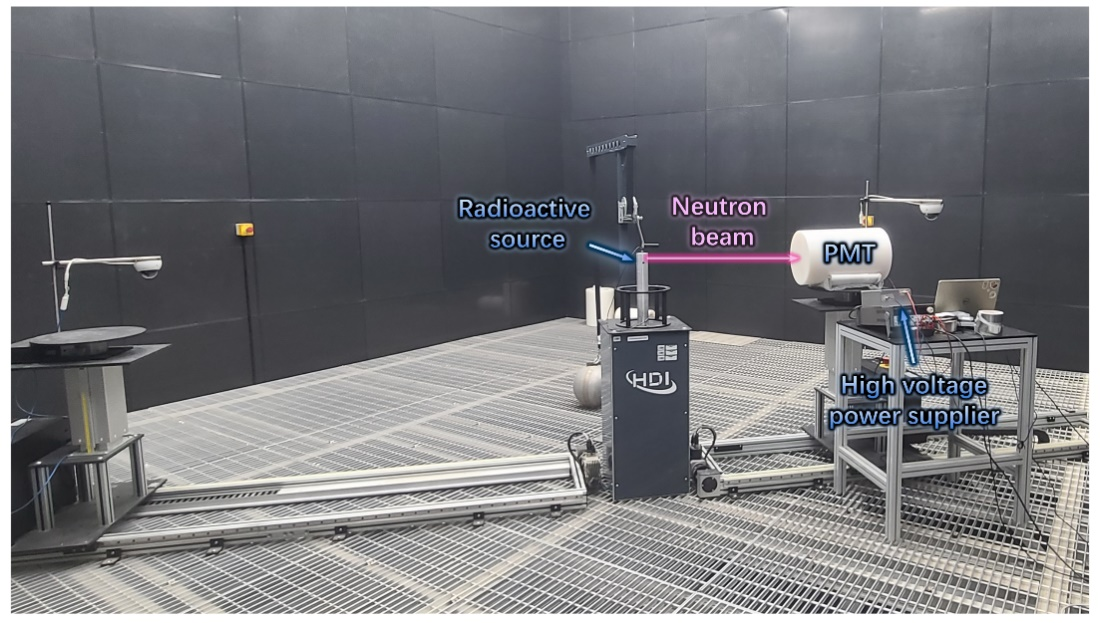 Radioactive
source
Neutron
beam
PMT
HDI
High voltage
power supplier